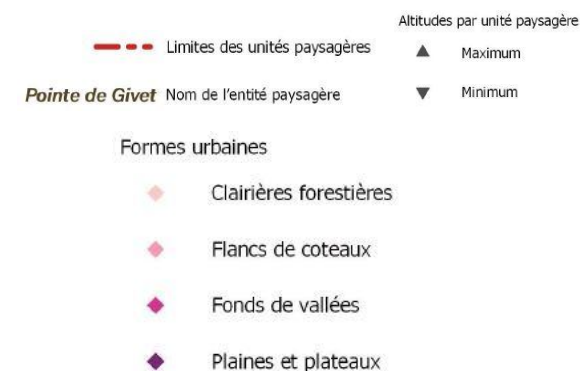 Altitudes par unité paysagère
Limites des unités paysagères
Maximum
Pointe de Givet Nom de l'entité paysagère
Minimum
Formes urbaines
Clairières forestières
Flancs de coteaux
Fonds de vallées
Plaines et plateaux